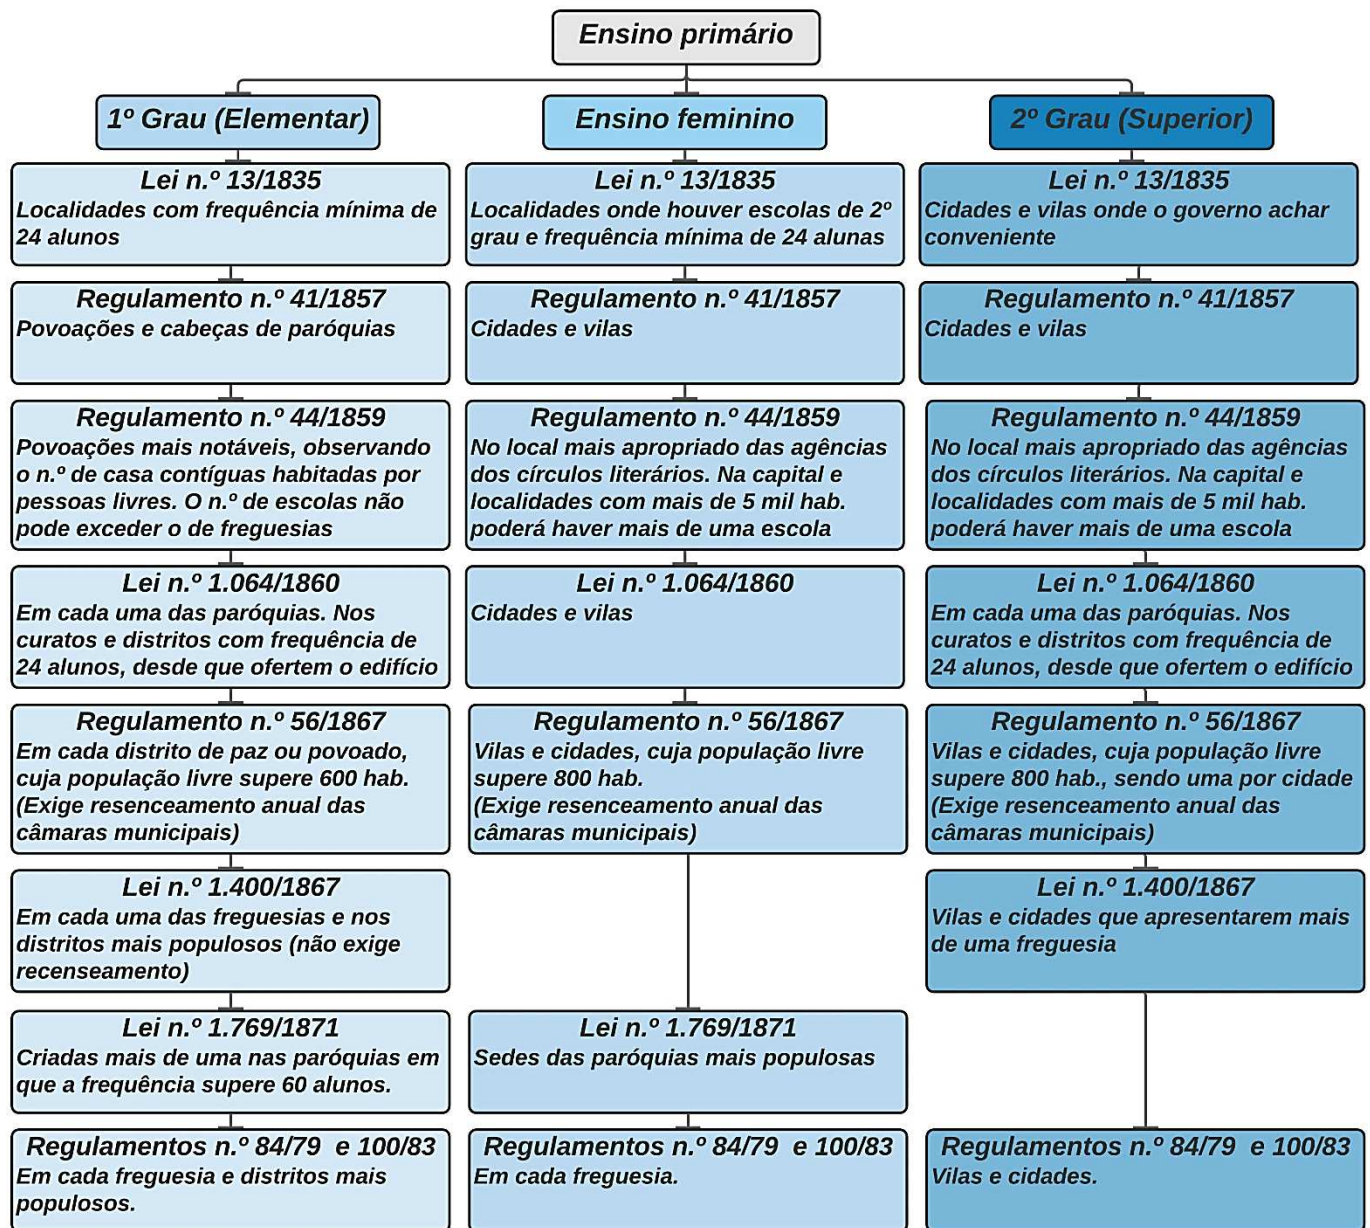 Ensino primário
1º Grau (Elementar)
Lei n.º 13/1835
Localidades com frequência mínima de
24 alunos
Regulamento n.º 41/1857
Povoações e cabeças de paróquias
Regulamento n.º 44/1859
Povoações mais notáveis, observando
o n.º de casa contíguas habitadas por
pessoas livres. O n.º de escolas não
pode exceder o de freguesias
Lei n.º 1.064/1860
Em cada uma das paróquias. Nos
curatos e distritos com frequência de
24 alunos, desde que ofertem o edifício
Regulamento n.º 56/1867
Em cada distrito de paz ou povoado,
cuja população livre supere 600 hab.
(Exige resenceamento anual das
câmaras municipais)
Lei n.º 1.400/1867
Em cada uma das freguesias e nos
distritos mais populosos (não exige
recenseamento)
Lei n.º 1.769/1871
Criadas mais de uma nas paróquias em
que a frequência supere 60 alunos.
Regulamentos n.º 84/79 e 100/83
Em cada freguesia e distritos mais
populosos.
Ensino feminino
Lei n.º 13/1835
Localidades onde houver escolas de 2º
grau e frequência mínima de 24 alunas
Regulamento n.º 41/1857
Cidades e vilas
Regulamento n.º 44/1859
No local mais apropriado das agências
dos círculos literários. Na capital e
localidades com mais de 5 mil hab.
poderá haver mais de uma escola
Lei n.º 1.064/1860
Cidades e vilas
Regulamento n.º 56/1867
Vilas e cidades, cuja população livre
supere 800 hab.
(Exige resenceamento anual das
câmaras municipais)
Lei n.º 1.769/1871
Sedes das paróquias mais populosas
Regulamentos n.º 84/79 e 100/83
Em cada freguesia.
2º Grau (Superior)
Lei n.º 13/1835
Cidades e vilas onde o governo achar
conveniente
Regulamento n.º 41/1857
Cidades e vilas
Regulamento n.º 44/1859
No local mais apropriado das agências
dos círculos literários. Na capital e
localidades com mais de 5 mil hab.
poderá haver mais de uma escola
Lei n.º 1.064/1860
Em cada uma das paróquias. Nos
curatos e distritos com frequência de
24 alunos, desde que ofertem o edifício
Regulamento n.º 56/1867
Vilas e cidades, cuja população livre
supere 800 hab., sendo uma por cidade
(Exige resenceamento anual das
câmaras municipais)
Lei n.º 1.400/1867
Vilas e cidades que apresentarem mais
de uma freguesia
Regulamentos n.º 84/79 e 100/83
Vilas e cidades.